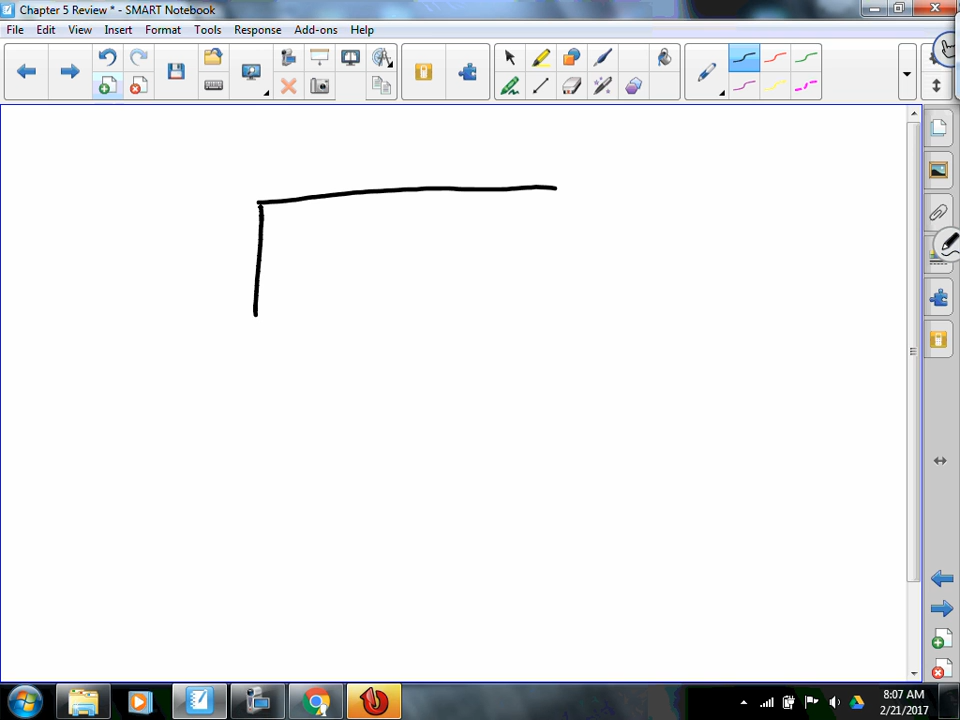 Chapter 5 Review * - SMART Notebook
File Edit View Insert Format Tools Response Add-ons Help
8:07 AM
2/21/2017